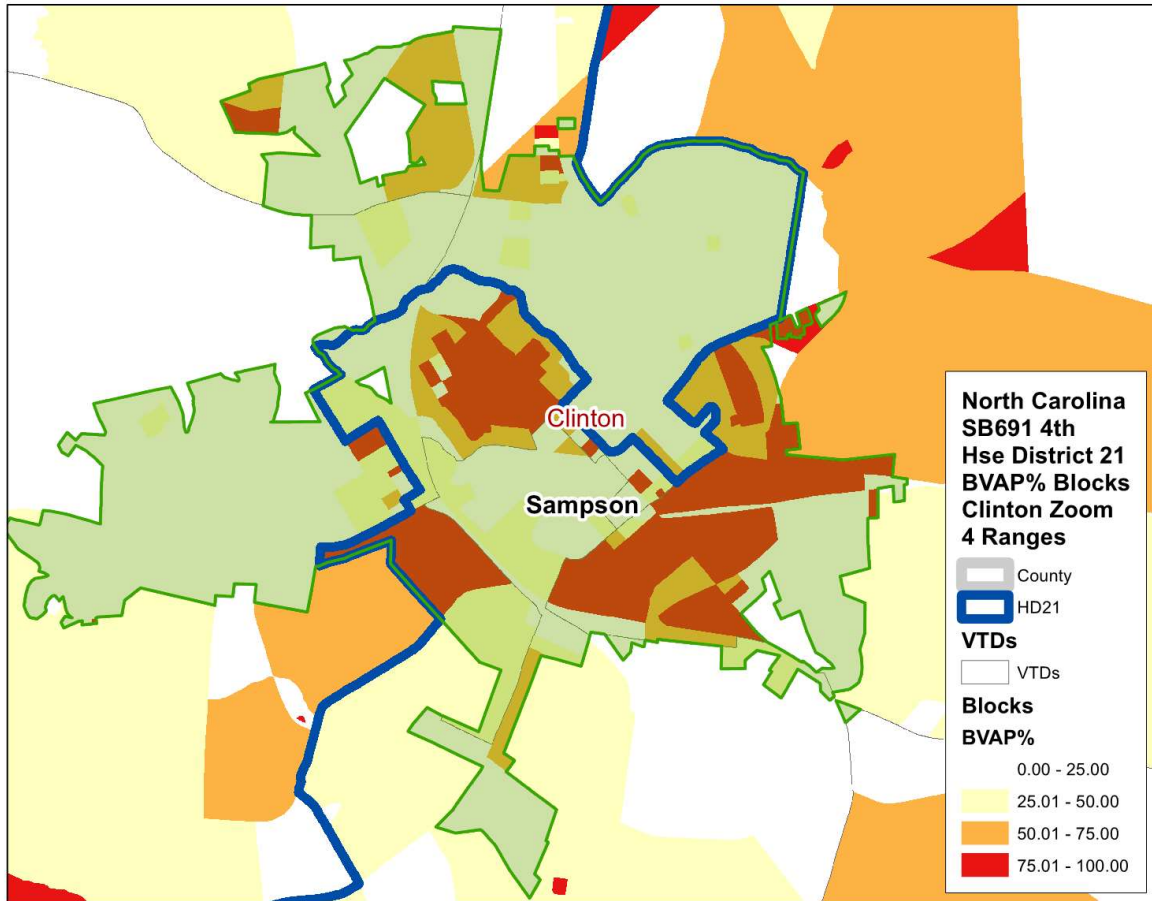 Clinton
Sampson
North Carolina
SB691 4th
Hse District 21
BVAP% Blocks
Clinton Zoom
4 Ranges
County
HD21
VTDs
VTDs
Blocks
BVAP%
0.00 - 25.00
25.01 - 50.00
50.01 - 75.00
75.01 - 100.00